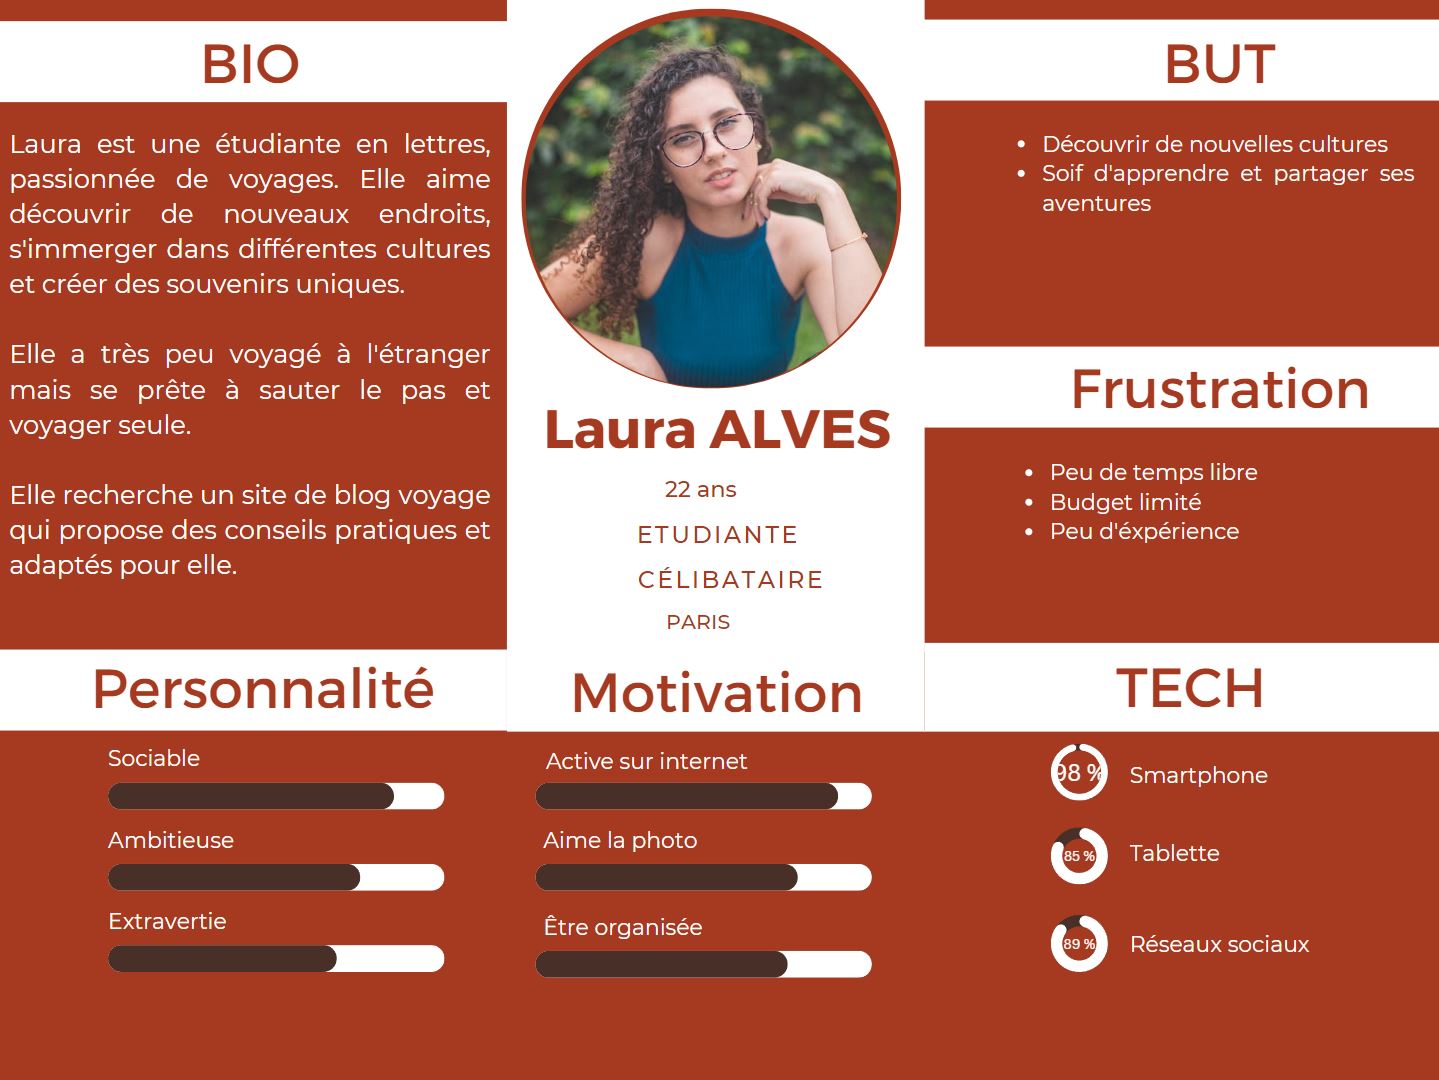 BIO
Laura est une étudiante en lettres,
passionnée de voyages. Elle aime
découvrir de nouveaux endroits,
s'immerger dans différentes cultures
et créer des souvenirs uniques.
Elle a très peu voyagé à l'étranger
mais se prête à sauter le pas et
voyager seule.
Elle recherche un site de blog voyage
qui propose des conseils pratiques et
adaptés pour elle.
Laura ALVES
22 ans
ETUDIANTE
CÉLIBATAIRE
PARIS
BUT
• Découvrir de nouvelles cultures
• Soif d'apprendre et partager ses
aventures
Frustration
• Peu de temps libre
• Budget limité
• Peu d'éxpérience
Personnalité
Sociable
Ambitieuse
Extravertie
Motivation
Active sur internet
Aime la photo
Être organisée
TECH
98 % Smartphone
85 % Tablette
89 % Réseaux sociaux